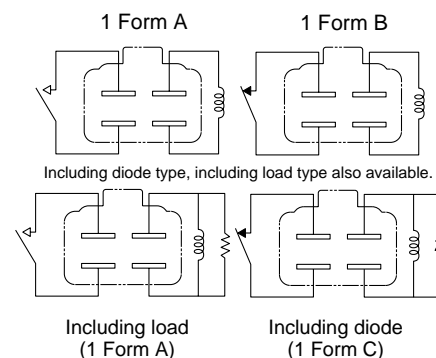 1 Form A
1 Form B
Including diode type, including load type also available.
Including load
(1 Form A)
Including diode
(1 Form C)